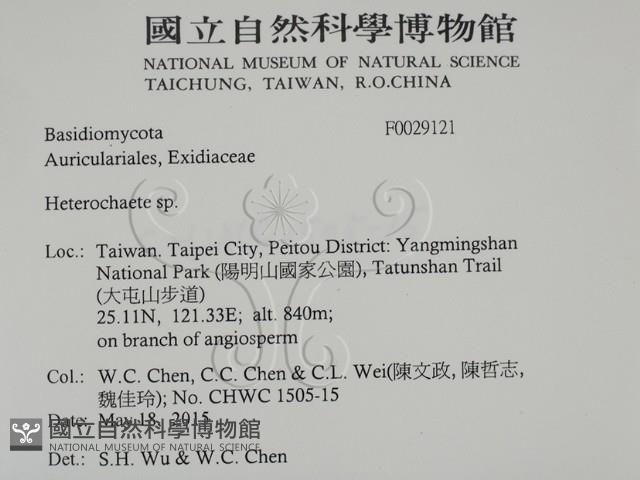 國立自然科學博物館
NATIONAL MUSEUM OF NATURAL SCIENCE
TAICHUNG, TAIWAN, R.O.CHINA
Basidiomycota F0029121
Auriculariales, Exidiaceae
Heterochaete sp.
Loc.: Taiwan. Taipei City, Peitou District: Yangmingshan
National Park (陽明山國家公園), Tatunshan Trail
(大屯山步道)
25.11N, 121.33E; alt. 840m;
on branch of angiosperm
Col.: W.C. Chen, C.C. Chen & C.L. Wei(陳文政, 陳哲志,
魏佳玲); No. CHWC 1505-15
Date: May 18, 2015
國立自然科學博物館
NATIONAL MUSEUM OF NATURAL SCIENCE
Det.: S.H. Wu & W.C. Chen